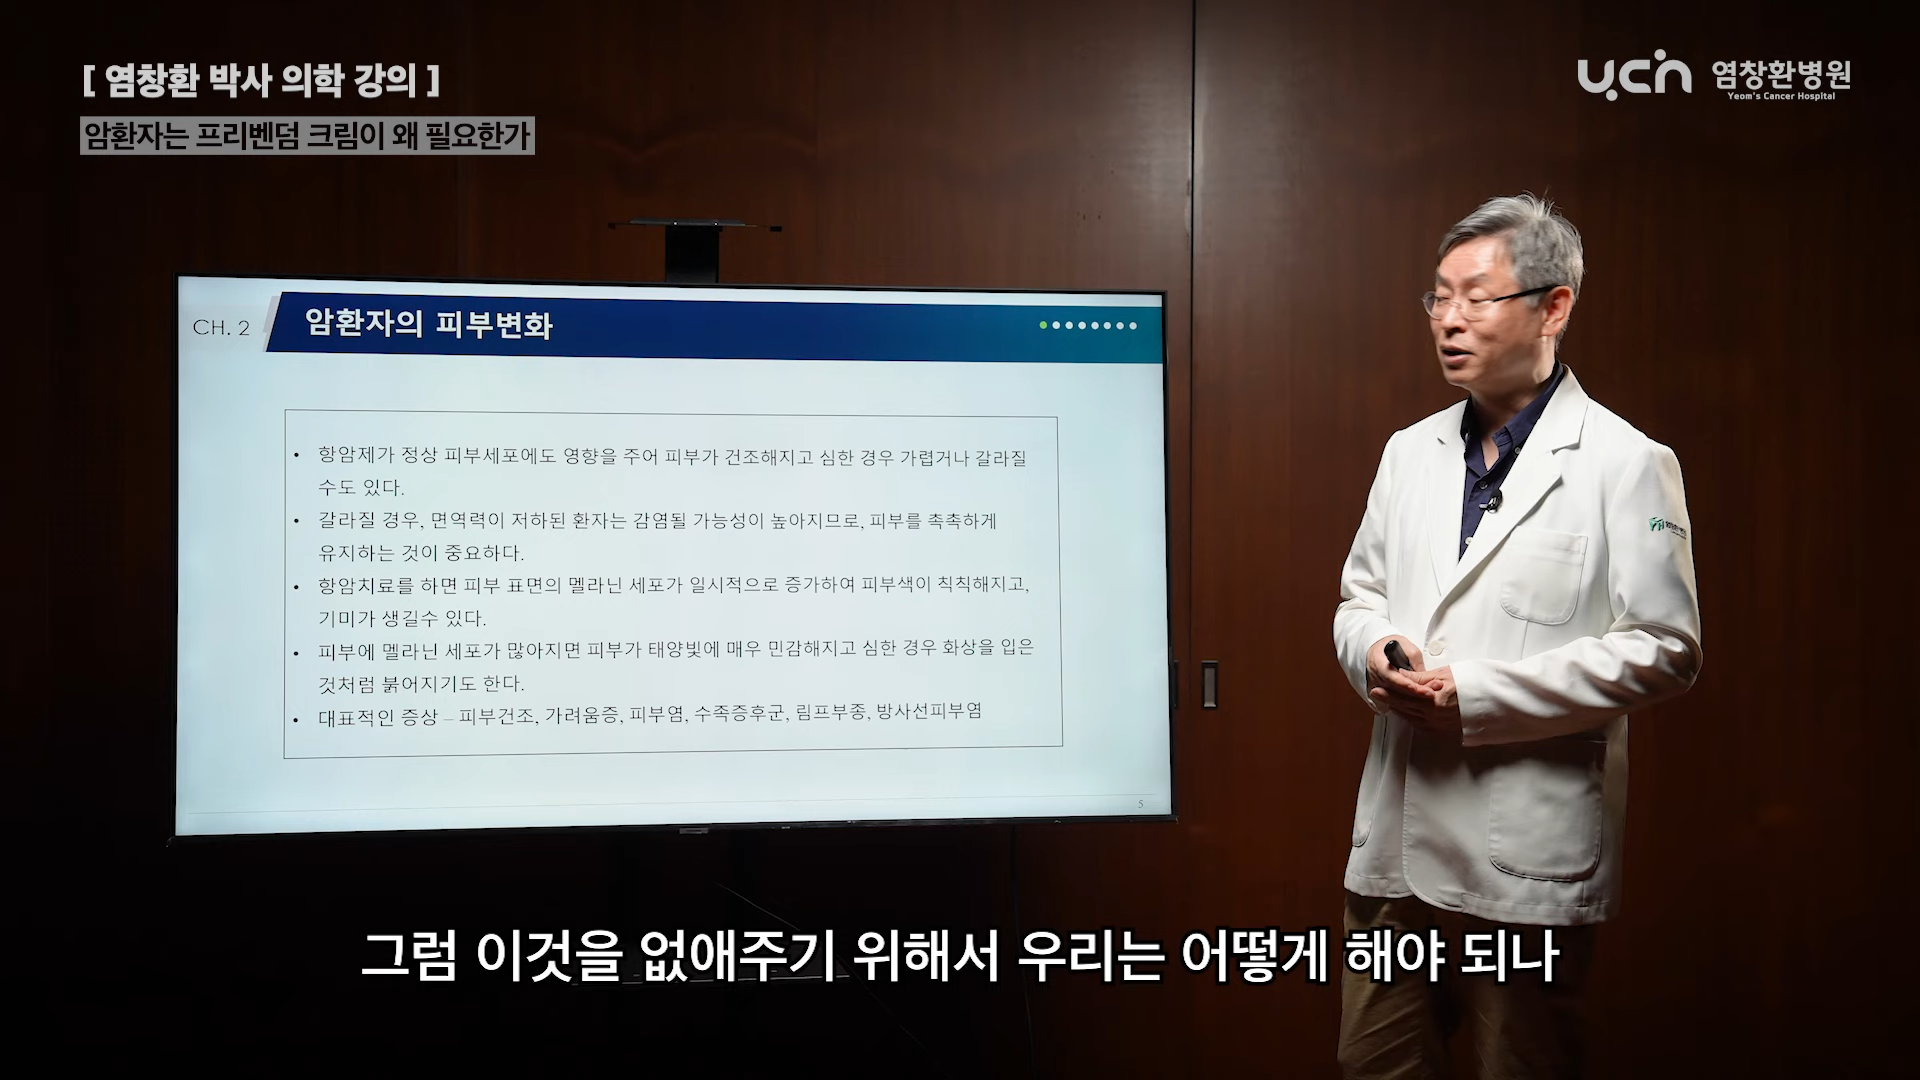 [ 염창환 박사 의학 강의 ]
암환자는 프리벤덤 크림이 왜 필요한가
ych 염창환병원
Yeom's Cancer Hospital
CH. 2 암환자의 피부변화
• 항암제가 정상 피부세포에도 영향을 주어 피부가 건조해지고 심한 경우 가렵거나 갈라질
수도 있다.
• 갈라질 경우, 면역력이 저하된 환자는 감염될 가능성이 높아지므로, 피부를 촉촉하게
유지하는 것이 중요하다.
• 항암치료를 하면 피부 표면의 멜라닌 세포가 일시적으로 증가하여 피부색이 칙칙해지고,
기미가 생길수 있다.
• 피부에 멜라닌 세포가 많아지면 피부가 태양빛에 매우 민감해지고 심한 경우 화상을 입은
것처럼 붉어지기도 한다.
• 대표적인 증상 – 피부건조, 가려움증, 피부염, 수족증후군, 림프부종, 방사선피부염
5
그럼 이것을 없애주기 위해서 우리는 어떻게 해야 되나